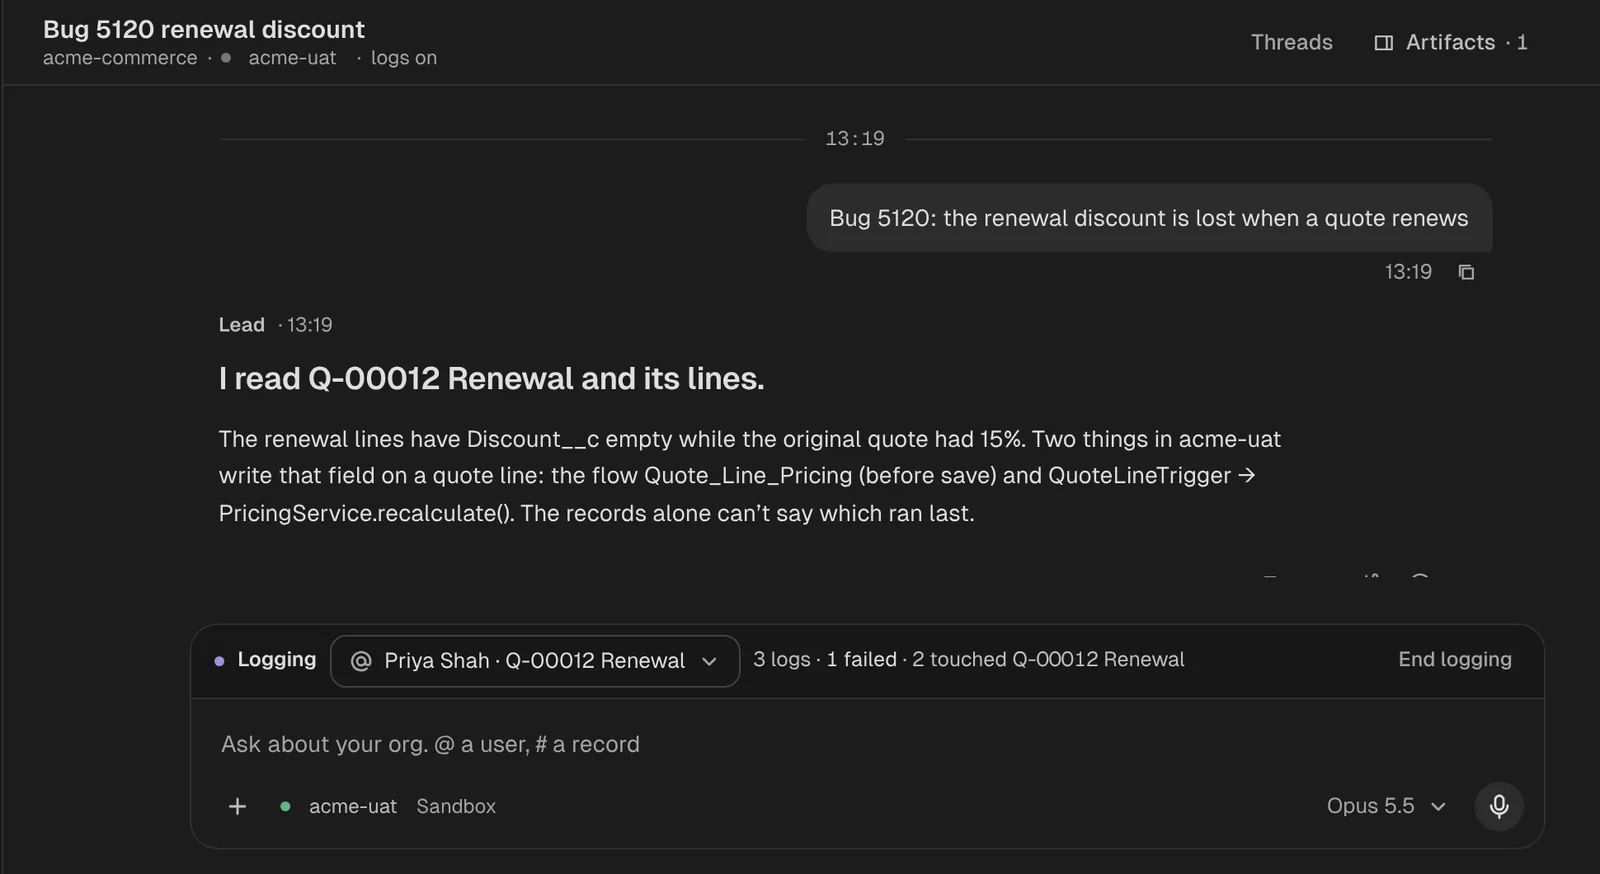 Bug 5120 renewal discount
acme-commerce · acme-uat · logs on
Threads
Artifacts · 1
13:19
Bug 5120: the renewal discount is lost when a quote renews
13:19
Lead · 13:19
I read Q-00012 Renewal and its lines.
The renewal lines have Discount__c empty while the original quote had 15%. Two things in acme-uat
write that field on a quote line: the flow Quote_Line_Pricing (before save) and QuoteLineTrigger →
PricingService.recalculate(). The records alone can’t say which ran last.
Logging
@ Priya Shah · Q-00012 Renewal
3 logs · 1 failed · 2 touched Q-00012 Renewal
End logging
Ask about your org. @ a user, # a record
acme-uat Sandbox
Opus 5.5